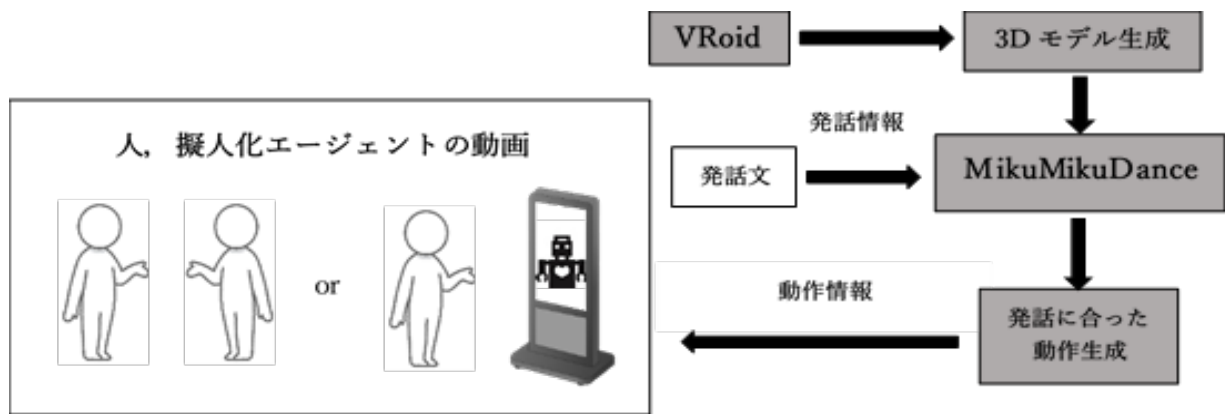 VRoid
3D モデル生成
発話情報
人, 擬人化エージェントの動画
発話文
MikuMikuDance
or
動作情報
発話に合った
動作生成